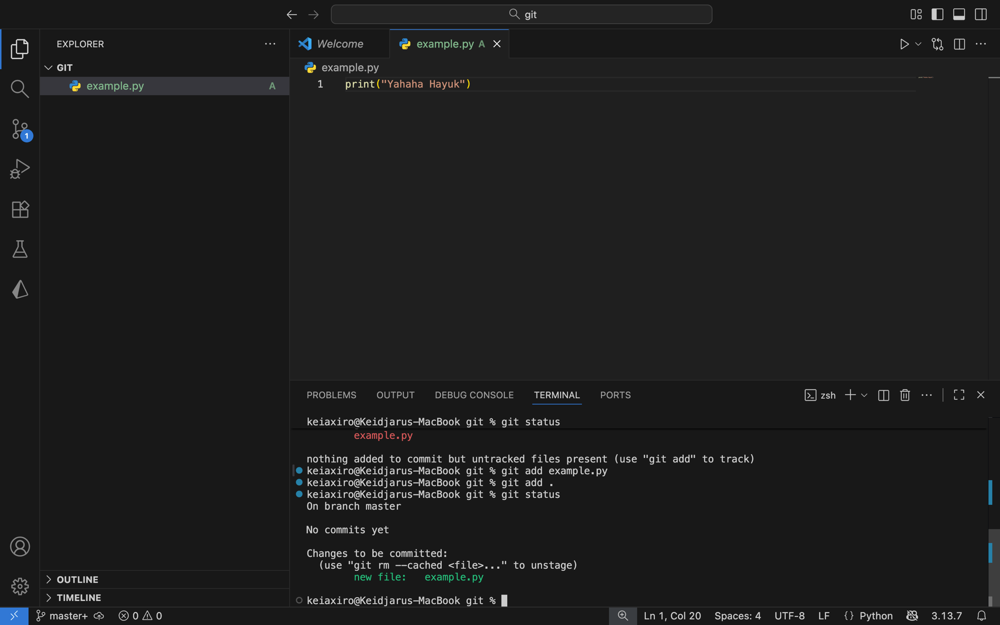 git
EXPLORER
GIT
example.py A
Welcome
example.py A
example.py
1 print("Yahaha Hayuk")
1
PROBLEMS OUTPUT DEBUG CONSOLE TERMINAL PORTS
zsh
keiaxiro@Keidjarus-MacBook git % git status
example.py
nothing added to commit but untracked files present (use "git add" to track)
keiaxiro@Keidjarus-MacBook git % git add example.py
keiaxiro@Keidjarus-MacBook git % git add .
keiaxiro@Keidjarus-MacBook git % git status
On branch master
No commits yet
Changes to be committed:
(use "git rm --cached <file>..." to unstage)
new file: example.py
keiaxiro@Keidjarus-MacBook git %
OUTLINE
TIMELINE
master+ 0 0 Ln 1, Col 20 Spaces: 4 UTF-8 LF {} Python 3.13.7